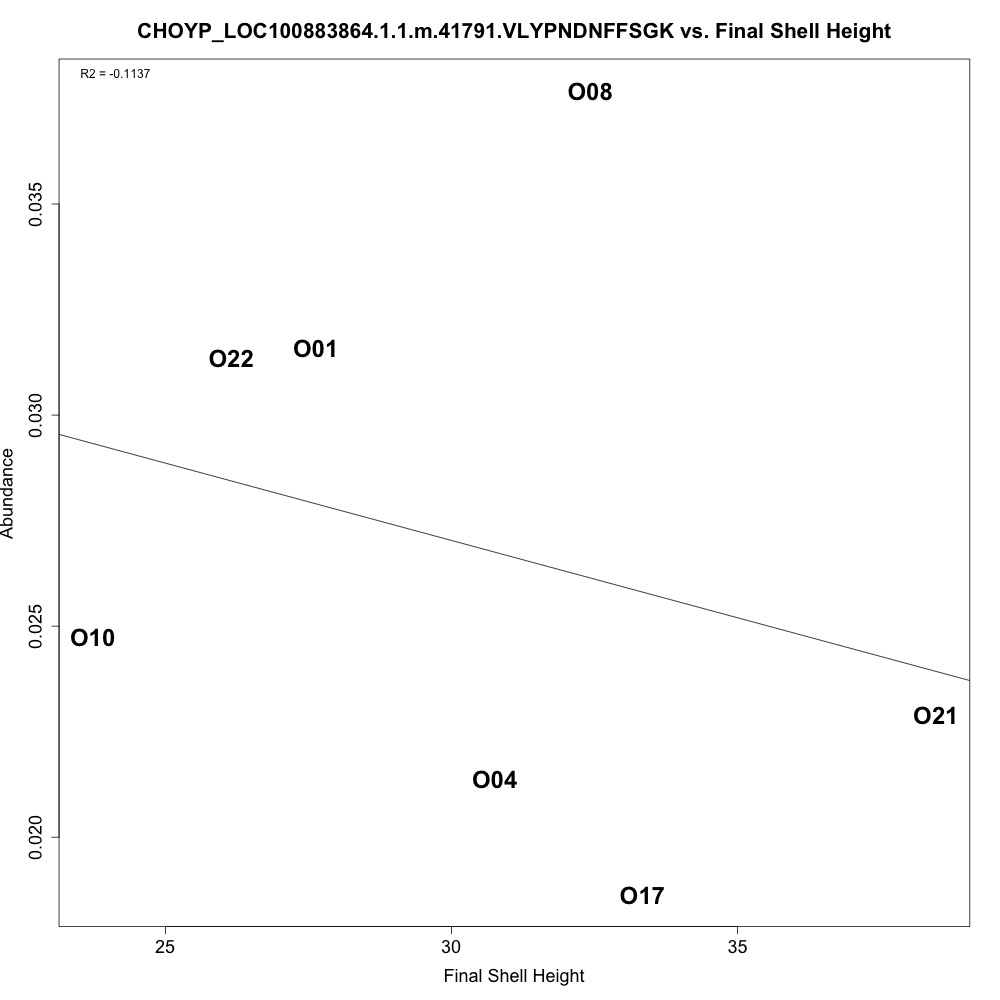 CHOYP_LOC100883864.1.1.m.41791.VLYPNDNFFSGK vs. Final Shell Height
R2 = -0.1137
O08
0.035
O01
O22
0.030
Abundance
0.025
O10
O21
O04
0.020
O17
25 30 35
Final Shell Height